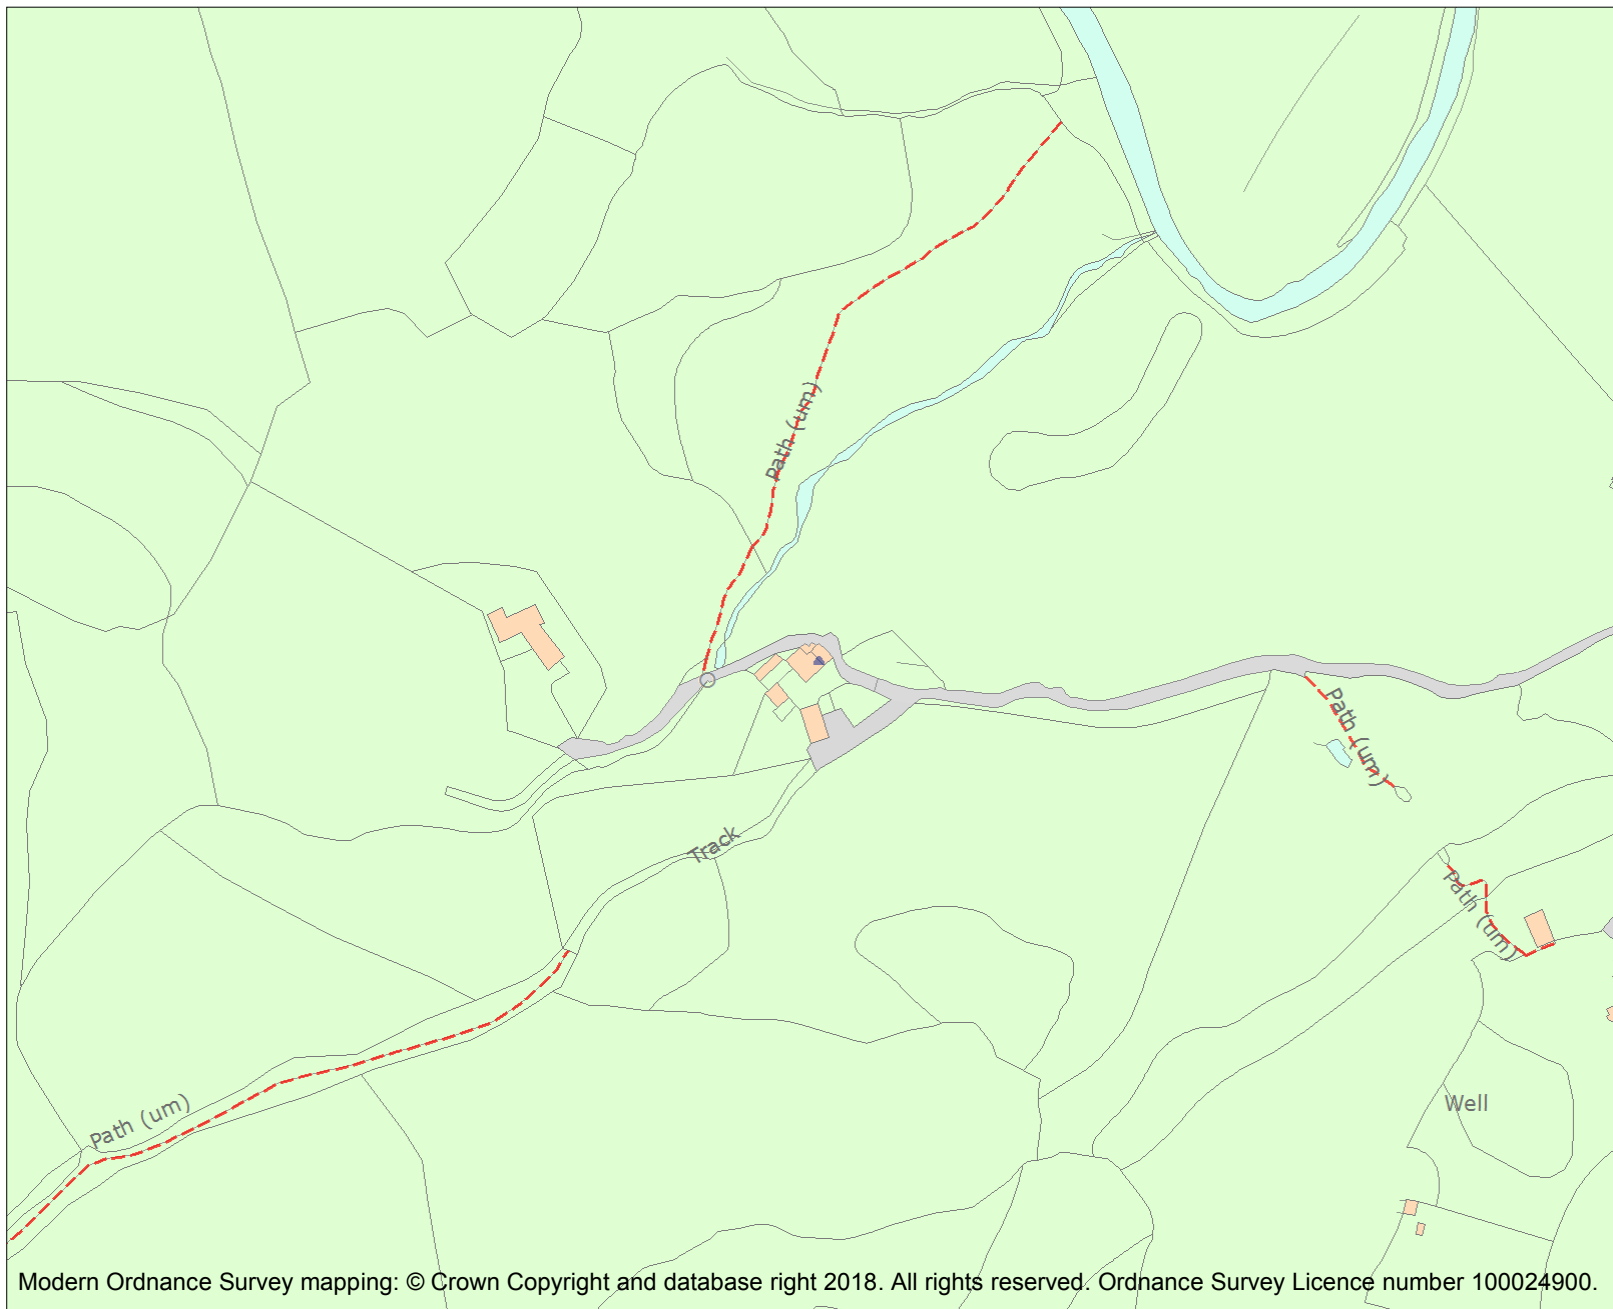 Path (um)
Path (um)
Track
Path (um)
Path (um)
Well
Modern Ordnance Survey mapping: © Crown Copyright and database right 2018. All rights reserved. Ordnance Survey Licence number 100024900.